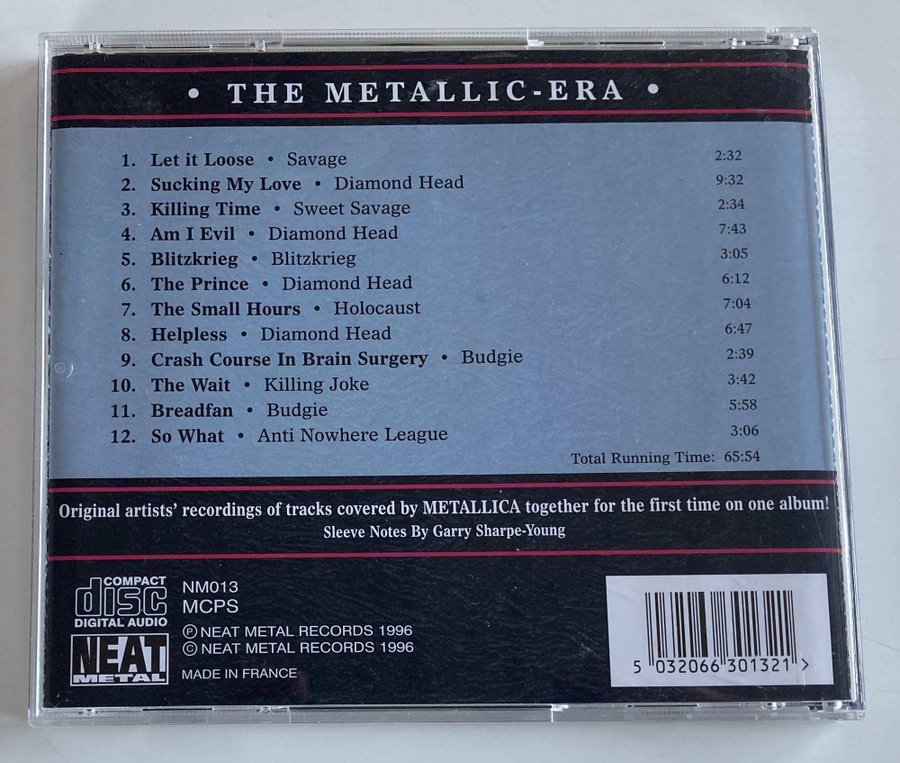 • THE METALLIC-ERA •
1. Let it Loose • Savage 2:32
2. Sucking My Love • Diamond Head 9:32
3. Killing Time • Sweet Savage 2:34
4. Am I Evil • Diamond Head 7:43
5. Blitzkrieg • Blitzkrieg 3:05
6. The Prince • Diamond Head 6:12
7. The Small Hours • Holocaust 7:04
8. Helpless • Diamond Head 6:47
9. Crash Course In Brain Surgery • Budgie 2:39
10. The Wait • Killing Joke 3:42
11. Breadfan • Budgie 5:58
12. So What • Anti Nowhere League 3:06
Total Running Time: 65:54
Original artists' recordings of tracks covered by METALLICA together for the first time on one album!
Sleeve Notes By Garry Sharpe-Young
COMPACT
disc
DIGITAL AUDIO
NEAT
METAL
NM013
MCPS
℗ NEAT METAL RECORDS 1996
© NEAT METAL RECORDS 1996
MADE IN FRANCE
5 032066 301321 >